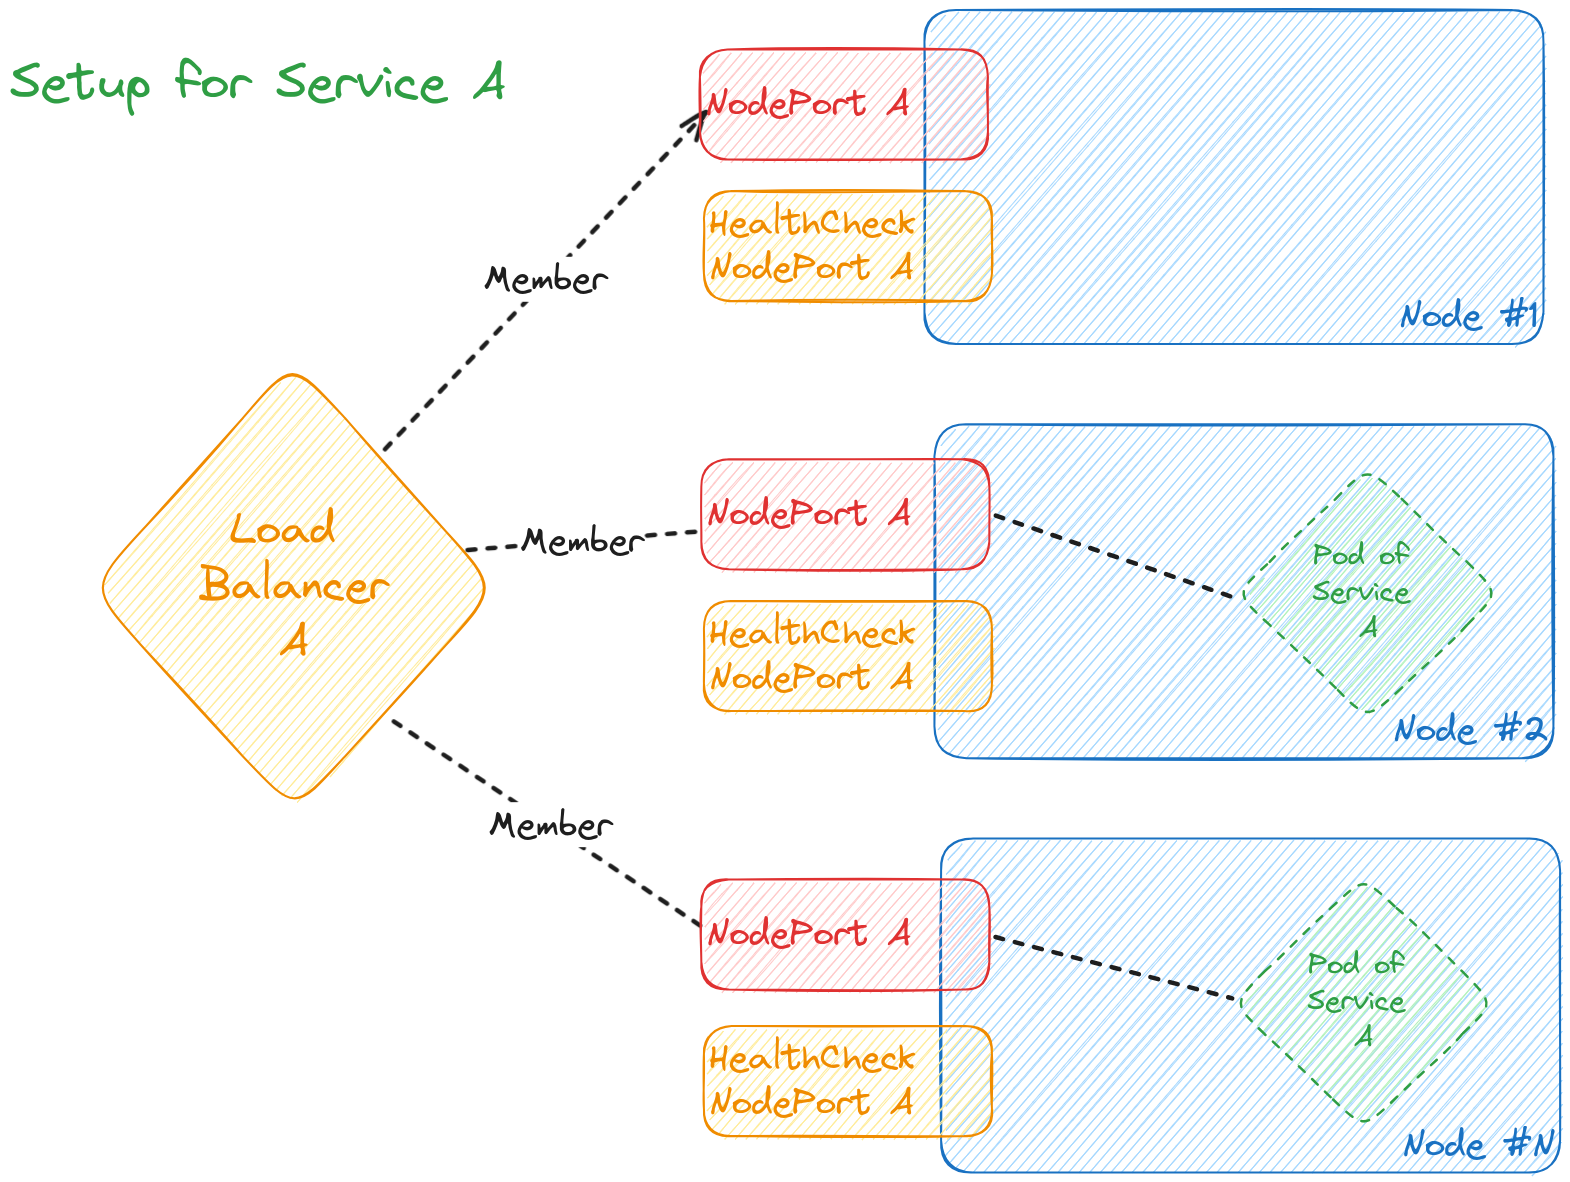 Setup for Service A
NodePort A
HealthCheck
NodePort A
Node #1
Member
Load
Balancer
A
Member
NodePort A
HealthCheck
NodePort A
Pod of
Service
A
Node #2
Member
NodePort A
HealthCheck
NodePort A
Pod of
Service
A
Node #N